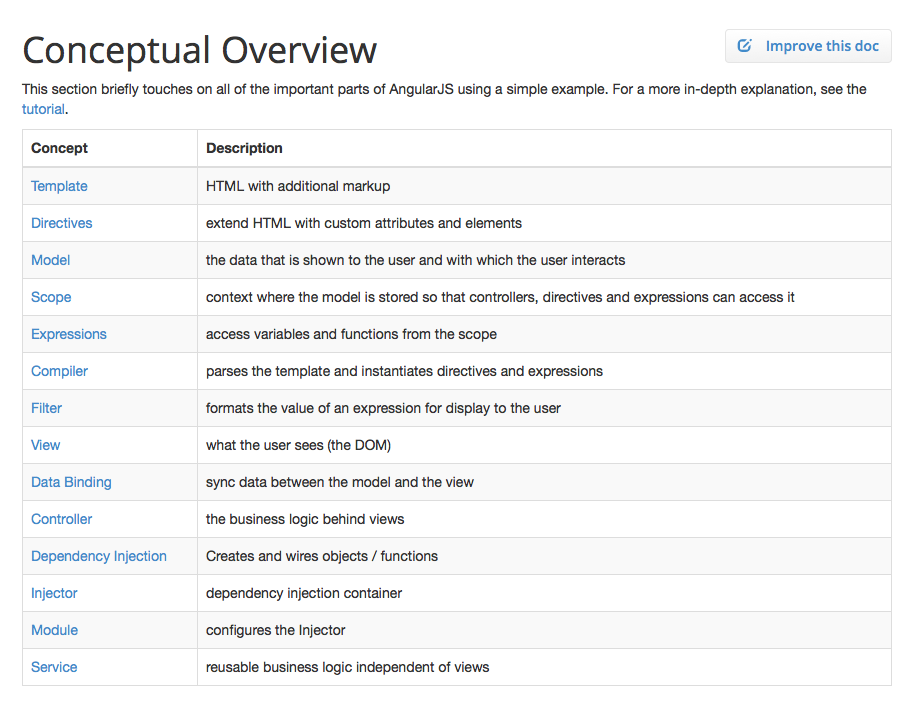 Conceptual Overview
Improve this doc
This section briefly touches on all of the important parts of AngularJS using a simple example. For a more in-depth explanation, see the
tutorial.
Concept Description
Template HTML with additional markup
Directives extend HTML with custom attributes and elements
Model the data that is shown to the user and with which the user interacts
Scope context where the model is stored so that controllers, directives and expressions can access it
Expressions access variables and functions from the scope
Compiler parses the template and instantiates directives and expressions
Filter formats the value of an expression for display to the user
View what the user sees (the DOM)
Data Binding sync data between the model and the view
Controller the business logic behind views
Dependency Injection Creates and wires objects / functions
Injector dependency injection container
Module configures the Injector
Service reusable business logic independent of views